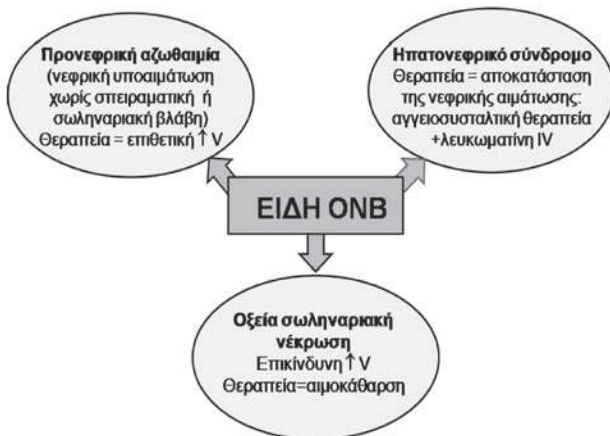 Προνεφρική αζωθαιμία
(νεφρική υποαιμάτωση
χωρίς σπειραματική ή
σωληναριακή βλάβη)
Θεραπεία = επιθετική ↑ V
Ηπατονεφρικό σύνδρομο
Θεραπεία = αποκατάσταση
της νεφρικής αιμάτωσης:
αγγειοσυσταλτική θεραπεία
+λευκωματίνη IV
ΕΙΔΗ ΟΝΒ
Οξεία σωληναριακή
νέκρωση
Επικίνδυνη ↑ V
Θεραπεία=αιμοκάθαρση